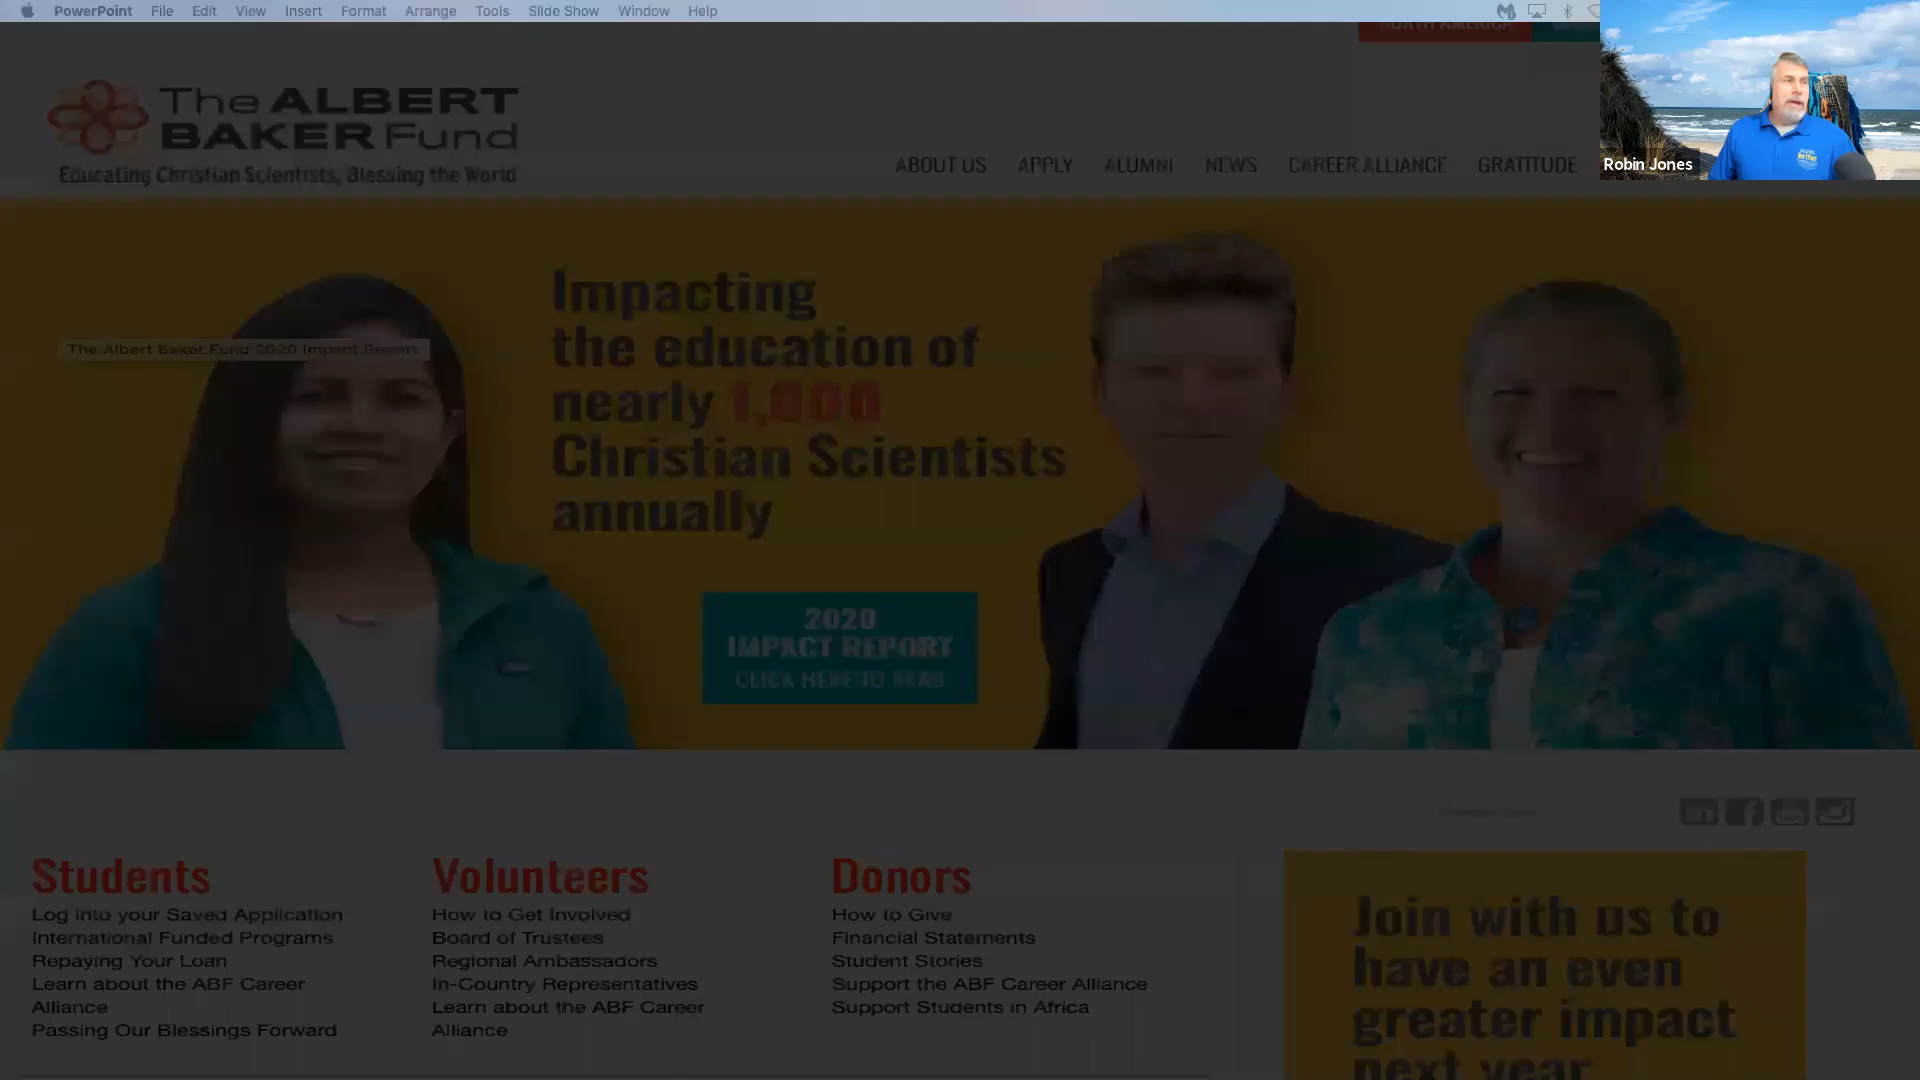 PowerPoint File Edit View Insert Format Arrange Tools Slide Show Window Help
NORTH AMERICA
The ALBERT
BAKER Fund
Educating Christian Scientists, Blessing the World
ABOUT US APPLY ALUMNI NEWS CAREER ALLIANCE GRATITUDE
Robin Jones
Impacting
the education of
nearly 1,000
Christian Scientists
annually
The Albert Baker Fund 2020 Impact Report
2020
IMPACT REPORT
CLICK HERE TO READ
Students
Log into your Saved Application
International Funded Programs
Repaying Your Loan
Learn about the ABF Career
Alliance
Passing Our Blessings Forward
Volunteers
How to Get Involved
Board of Trustees
Regional Ambassadors
In-Country Representatives
Learn about the ABF Career
Alliance
Donors
How to Give
Financial Statements
Student Stories
Support the ABF Career Alliance
Support Students in Africa
Join with us to
have an even
greater impact
next year